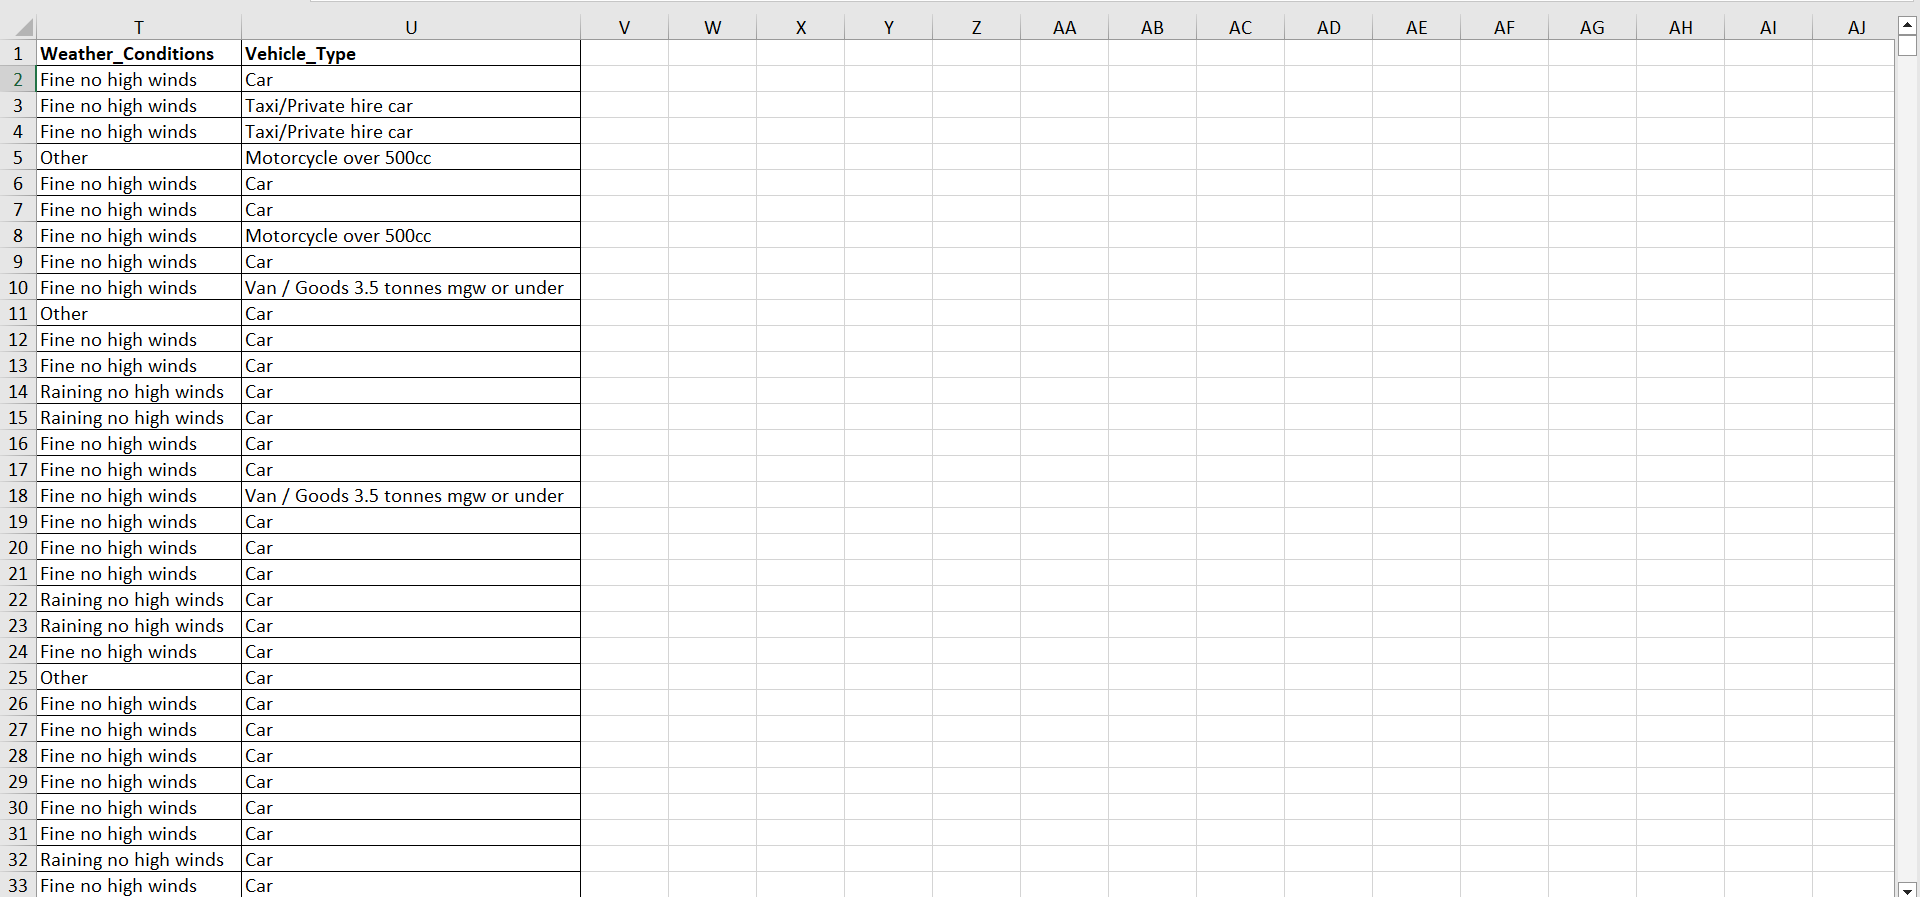 T U V W X Y Z AA AB AC AD AE AF AG AH AI AJ
1 Weather_Conditions Vehicle_Type
2 Fine no high winds Car
3 Fine no high winds Taxi/Private hire car
4 Fine no high winds Taxi/Private hire car
5 Other Motorcycle over 500cc
6 Fine no high winds Car
7 Fine no high winds Car
8 Fine no high winds Motorcycle over 500cc
9 Fine no high winds Car
10 Fine no high winds Van / Goods 3.5 tonnes mgw or under
11 Other Car
12 Fine no high winds Car
13 Fine no high winds Car
14 Raining no high winds Car
15 Raining no high winds Car
16 Fine no high winds Car
17 Fine no high winds Car
18 Fine no high winds Van / Goods 3.5 tonnes mgw or under
19 Fine no high winds Car
20 Fine no high winds Car
21 Fine no high winds Car
22 Raining no high winds Car
23 Raining no high winds Car
24 Fine no high winds Car
25 Other Car
26 Fine no high winds Car
27 Fine no high winds Car
28 Fine no high winds Car
29 Fine no high winds Car
30 Fine no high winds Car
31 Fine no high winds Car
32 Raining no high winds Car
33 Fine no high winds Car